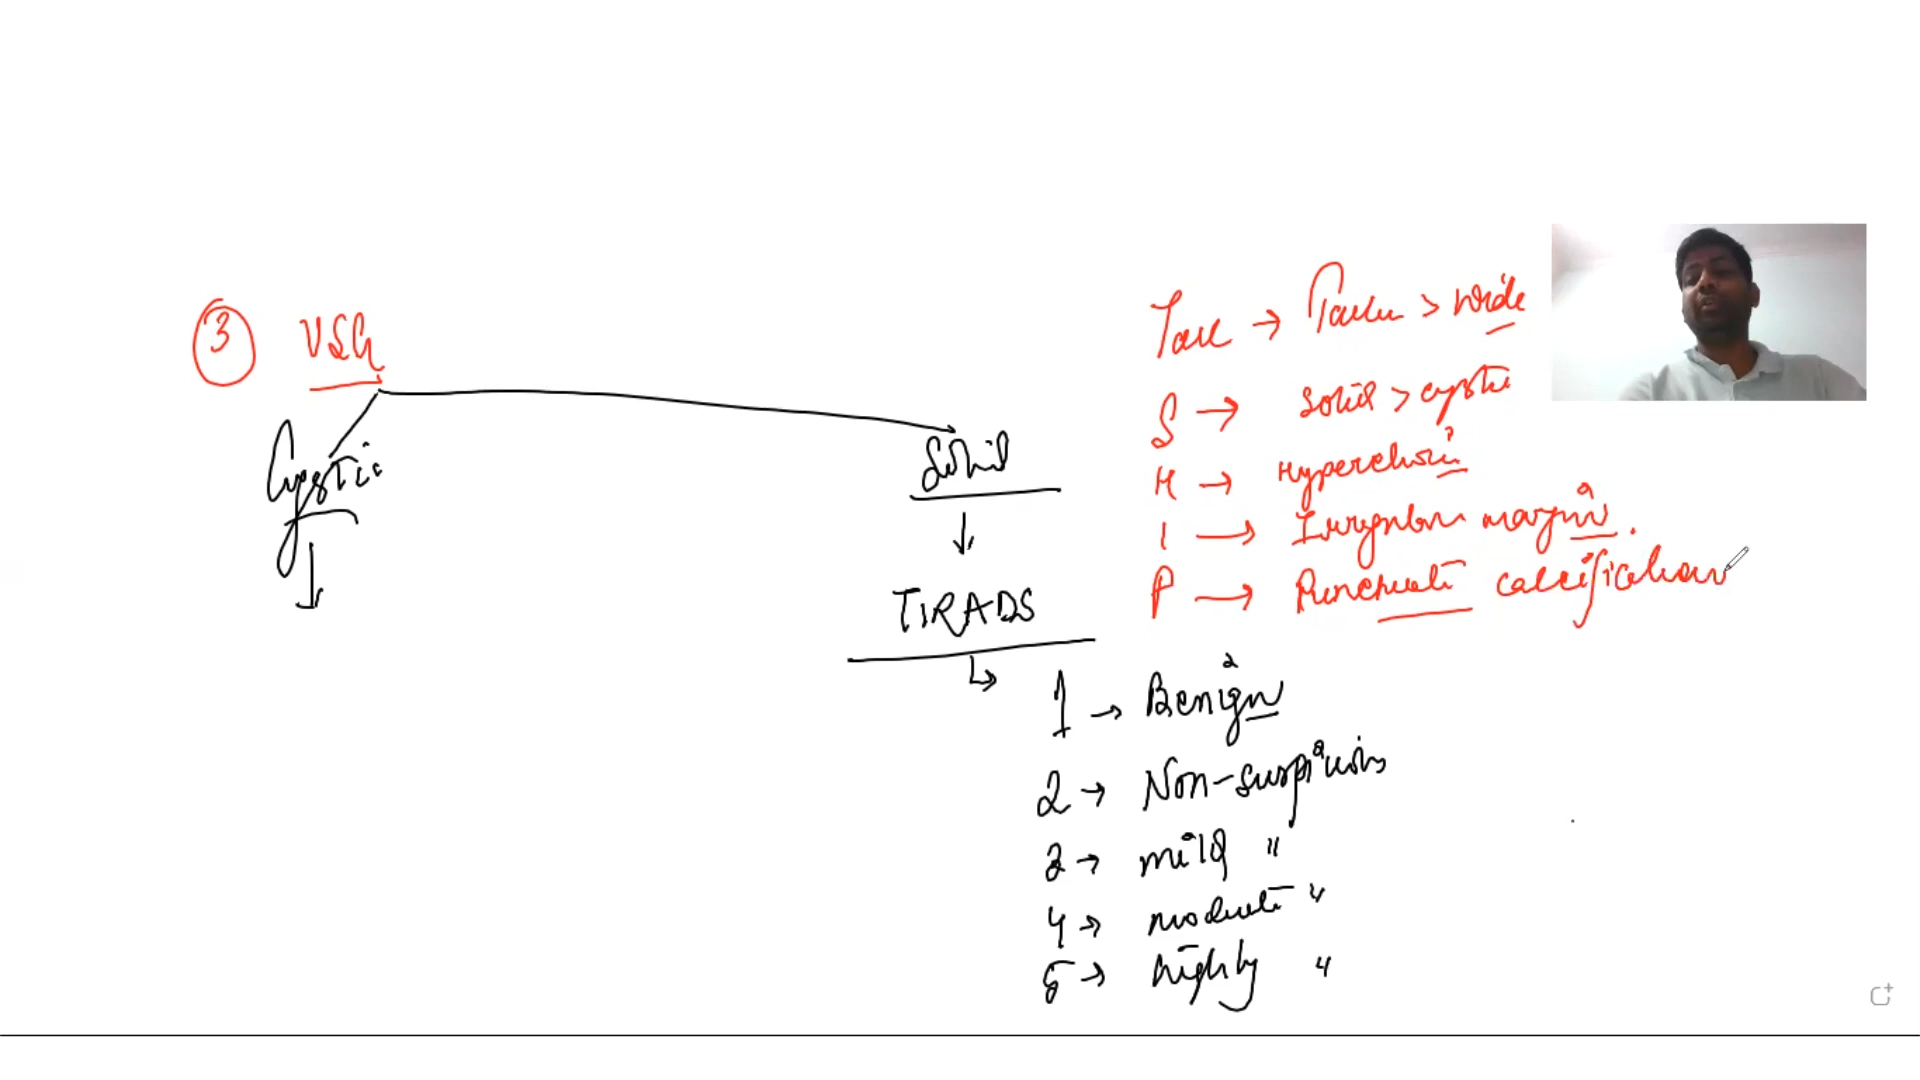 3 USG
Cystic
Solid
TIRADS
1 → Benign
2 → Non-suspicious
3 → mild "
4 → moderate "
5 → highly "
Tall → Taller > wide
S → Solid > cystic
H → Hyperechoic
I → Irregular margin.
P → Punctuate calcification